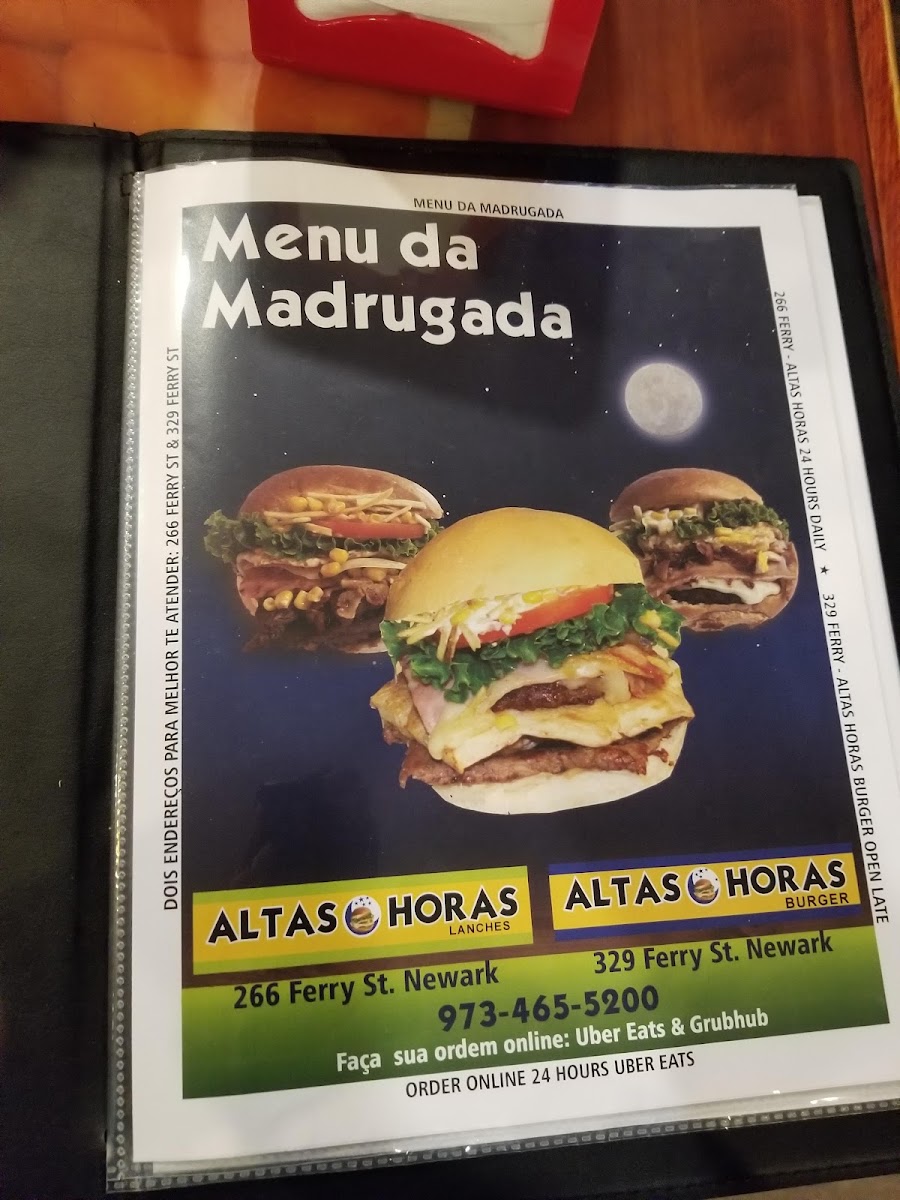 MENU DA MADRUGADA
Menu da
Madrugada
DOIS ENDEREÇOS PARA MELHOR TE ATENDER: 266 FERRY ST & 329 FERRY ST
266 FERRY - ALTAS HORAS 24 HOURS DAILY ★ 329 FERRY - ALTAS HORAS BURGER OPEN LATE
ALTAS HORAS
LANCHES
ALTAS HORAS
BURGER
266 Ferry St. Newark
329 Ferry St. Newark
973-465-5200
Faça sua ordem online: Uber Eats & Grubhub
ORDER ONLINE 24 HOURS UBER EATS